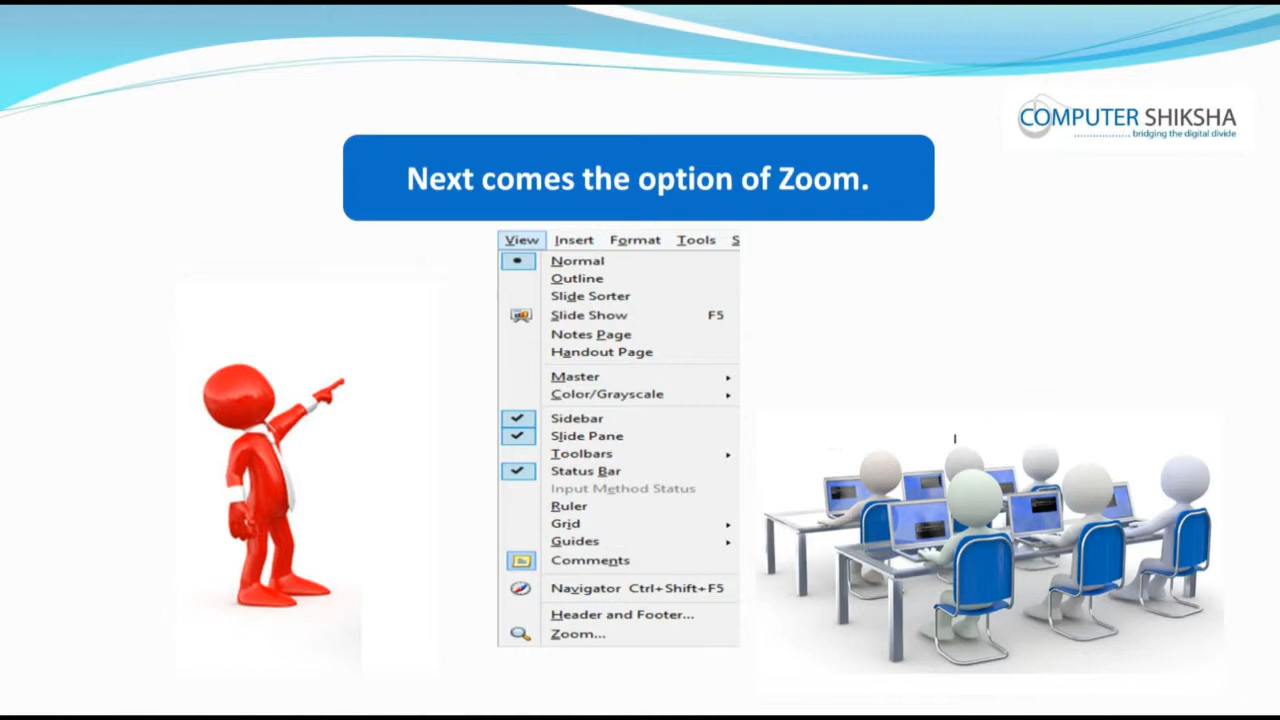 COMPUTER SHIKSHA
bridging the digital divide
Next comes the option of Zoom.
View Insert Format Tools S
Normal
Outline
Slide Sorter
Slide Show F5
Notes Page
Handout Page
Master
Color/Grayscale
Sidebar
Slide Pane
Toolbars
Status Bar
Input Method Status
Ruler
Grid
Guides
Comments
Navigator Ctrl+Shift+F5
Header and Footer...
Zoom...